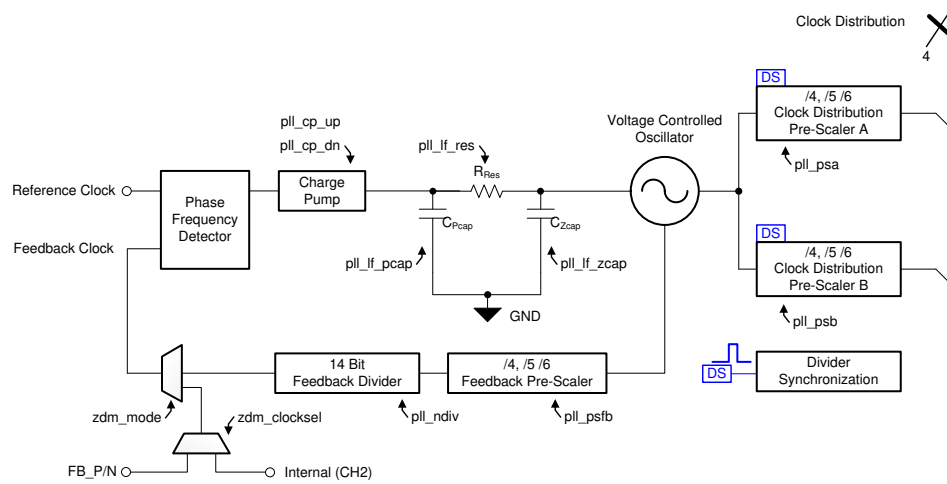 Clock Distribution
4
DS
/4, /5 /6
Clock Distribution
Pre-Scaler A
pll_psa
Voltage Controlled
Oscillator
pll_cp_up
pll_cp_dn
pll_lf_res
RRes
Reference Clock
Phase
Frequency
Detector
Charge
Pump
Feedback Clock
CPcap
CZcap
pll_lf_pcap
pll_lf_zcap
GND
DS
/4, /5 /6
Clock Distribution
Pre-Scaler B
pll_psb
14 Bit
Feedback Divider
/4, /5 /6
Feedback Pre-Scaler
DS
Divider
Synchronization
zdm_mode
zdm_clocksel
pll_ndiv
pll_psfb
FB_P/N
Internal (CH2)